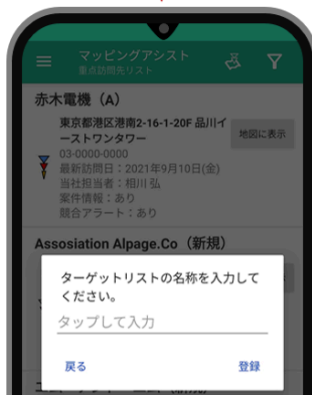 マッピングアシスト
重点訪問先リスト
赤木電機（A）
東京都港区港南2-16-1-20F 品川イ
ーストワンタワー
地図に表示
03-0000-0000
最新訪問日：2021年9月10日(金)
当社担当者：相川 弘
案件情報：あり
競合アラート：あり
Assosiation Alpage.Co（新規）
ターゲットリストの名称を入力して
ください。
タップして入力
戻る
登録